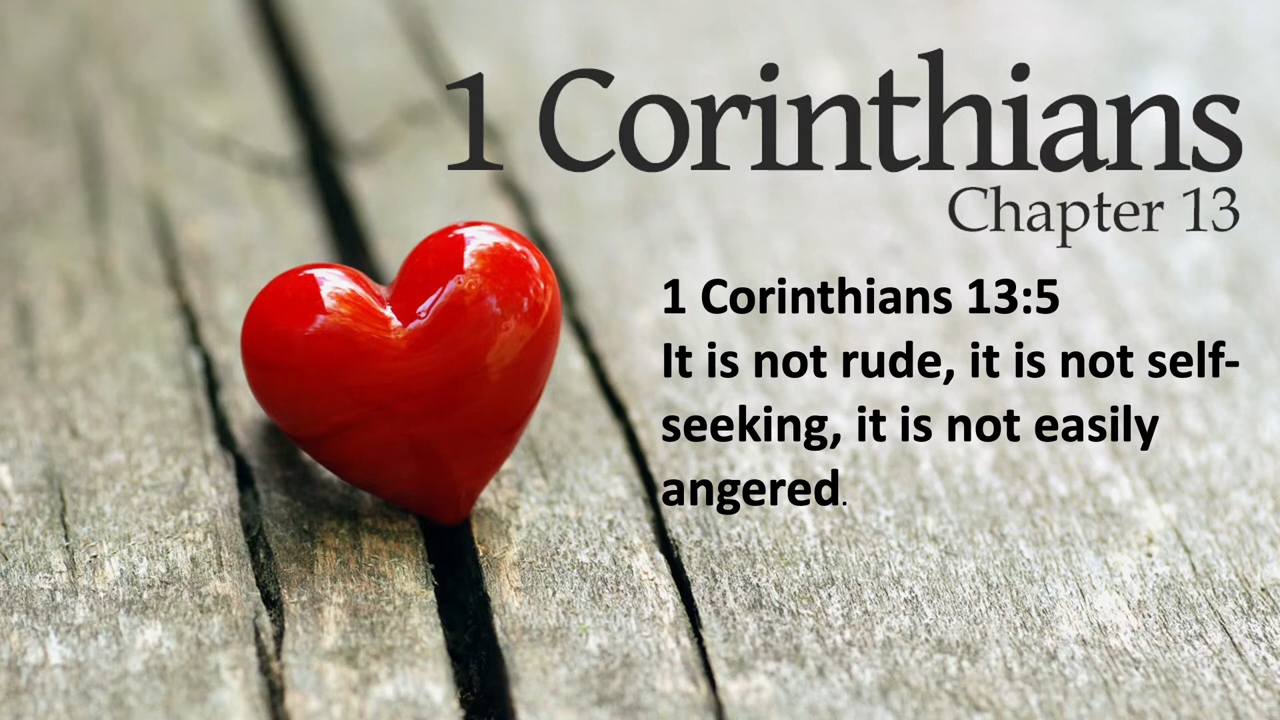 1 Corinthians
Chapter 13
1 Corinthians 13:5
It is not rude, it is not self-
seeking, it is not easily
angered.